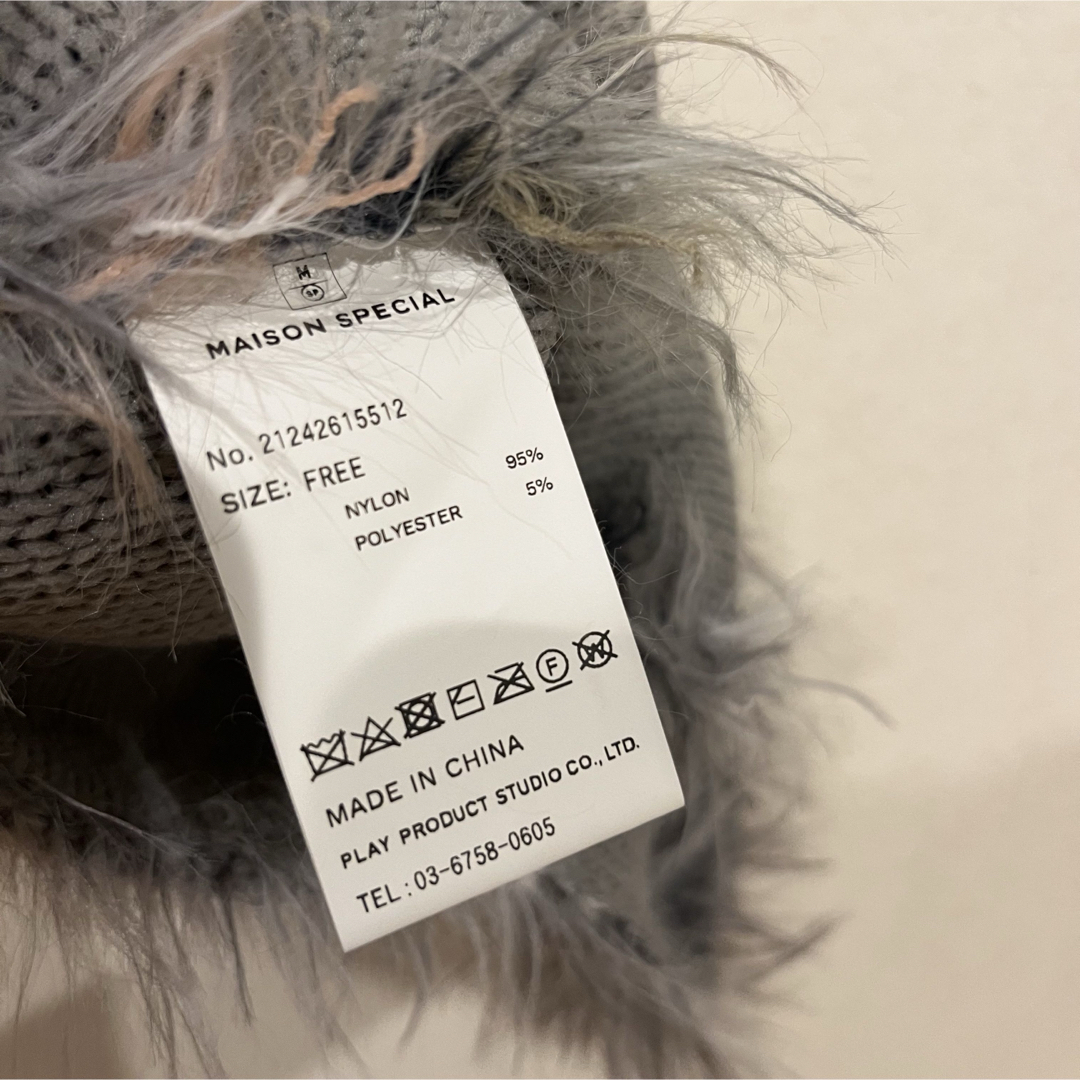 M
SP
MAISON SPECIAL
No. 21242615512
SIZE: FREE
NYLON 95%
POLYESTER 5%
F
W
MADE IN CHINA
PLAY PRODUCT STUDIO CO., LTD.
TEL : 03-6758-0605